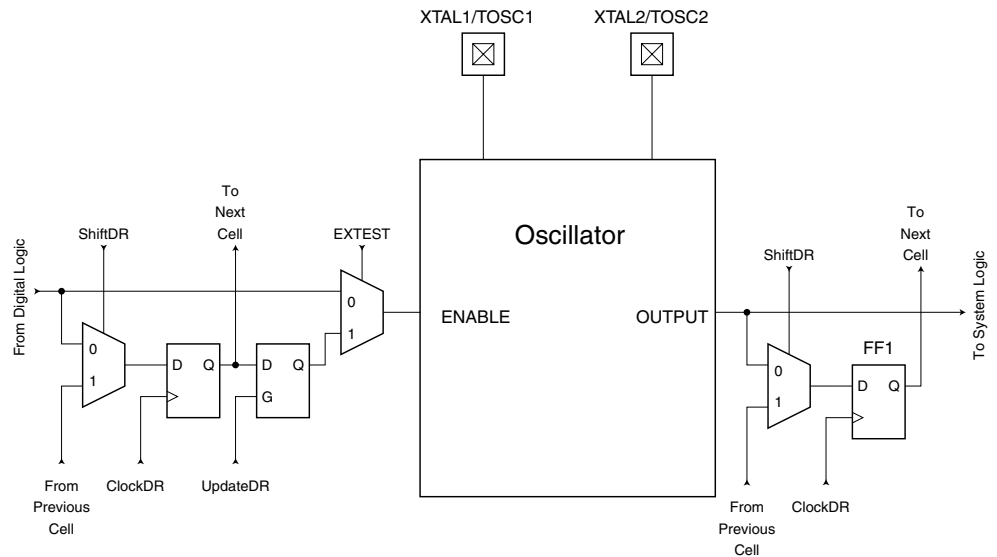 XTAL1/TOSC1
XTAL2/TOSC2
To
Next
Cell
ShiftDR
EXTEST
From Digital Logic
0
1
D
Q
D
Q
G
0
1
From
Previous
Cell
ClockDR
UpdateDR
Oscillator
ENABLE
OUTPUT
To
Next
Cell
ShiftDR
To System Logic
FF1
0
1
D
Q
From
Previous
Cell
ClockDR